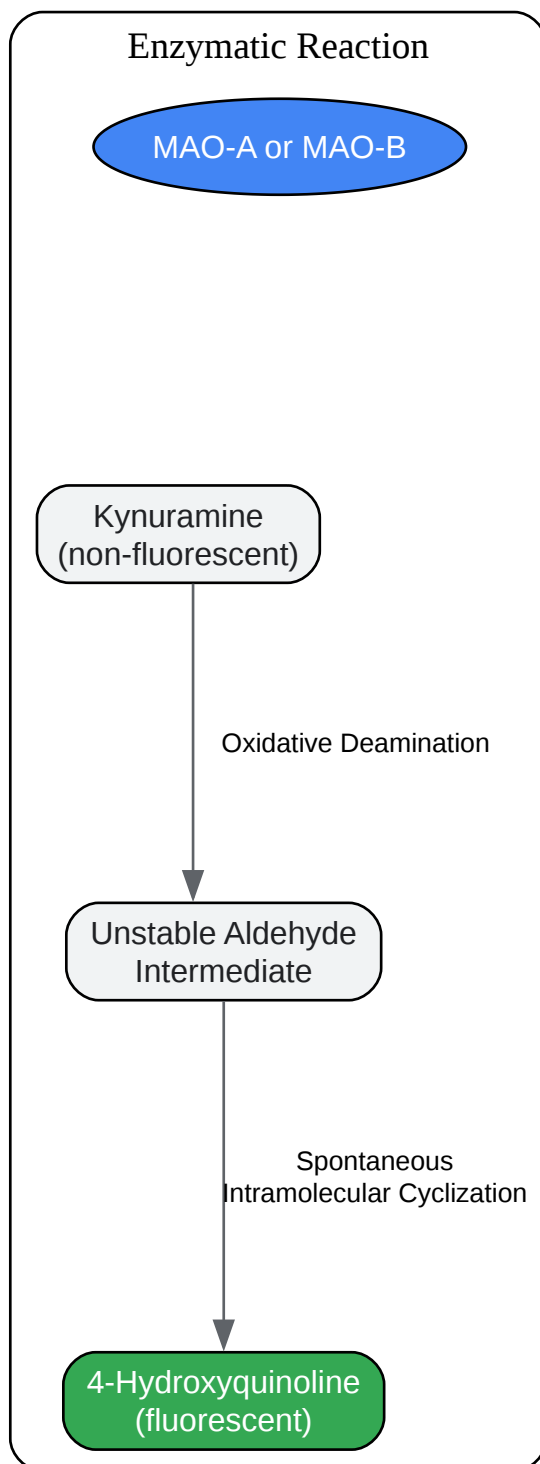 Enzymatic Reaction
MAO-A or MAO-B
Kynuramine
(non-fluorescent)
Oxidative Deamination
Unstable Aldehyde
Intermediate
Spontaneous
Intramolecular Cyclization
4-Hydroxyquinoline
(fluorescent)